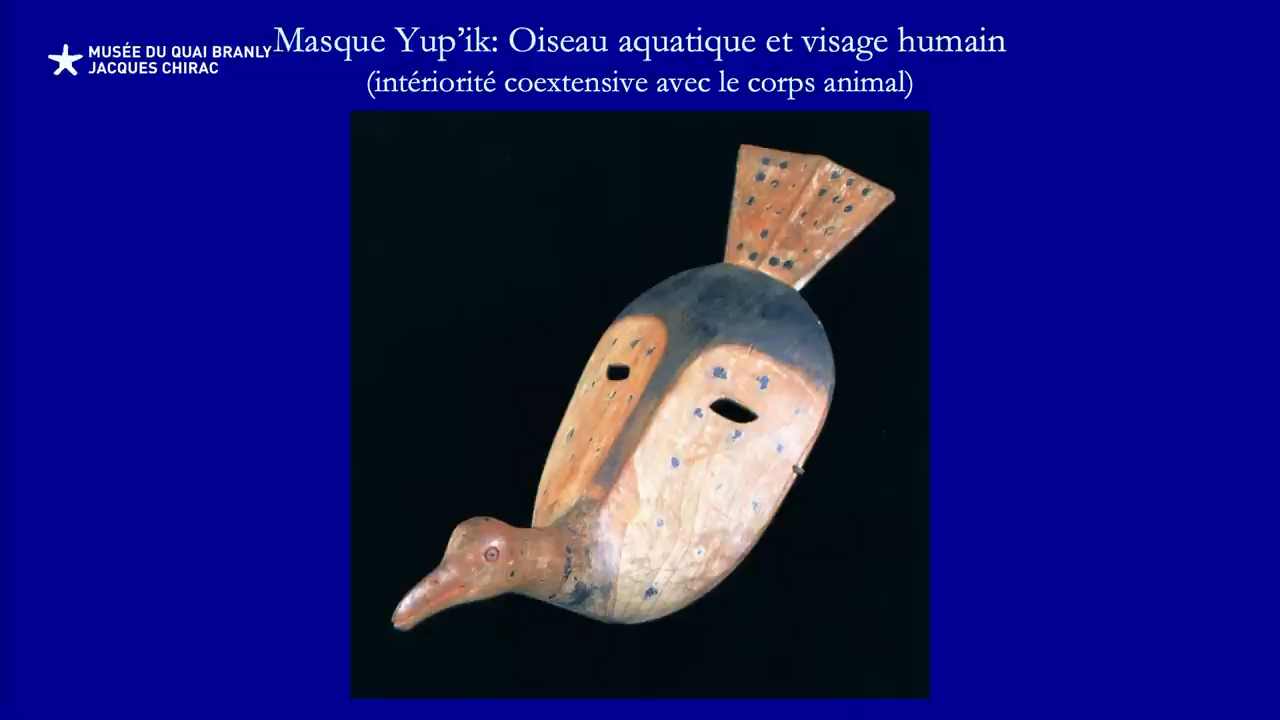 Masque Yup’ik: Oiseau aquatique et visage humain
(intériorité coextensive avec le corps animal)
MUSÉE DU QUAI BRANLY
JACQUES CHIRAC